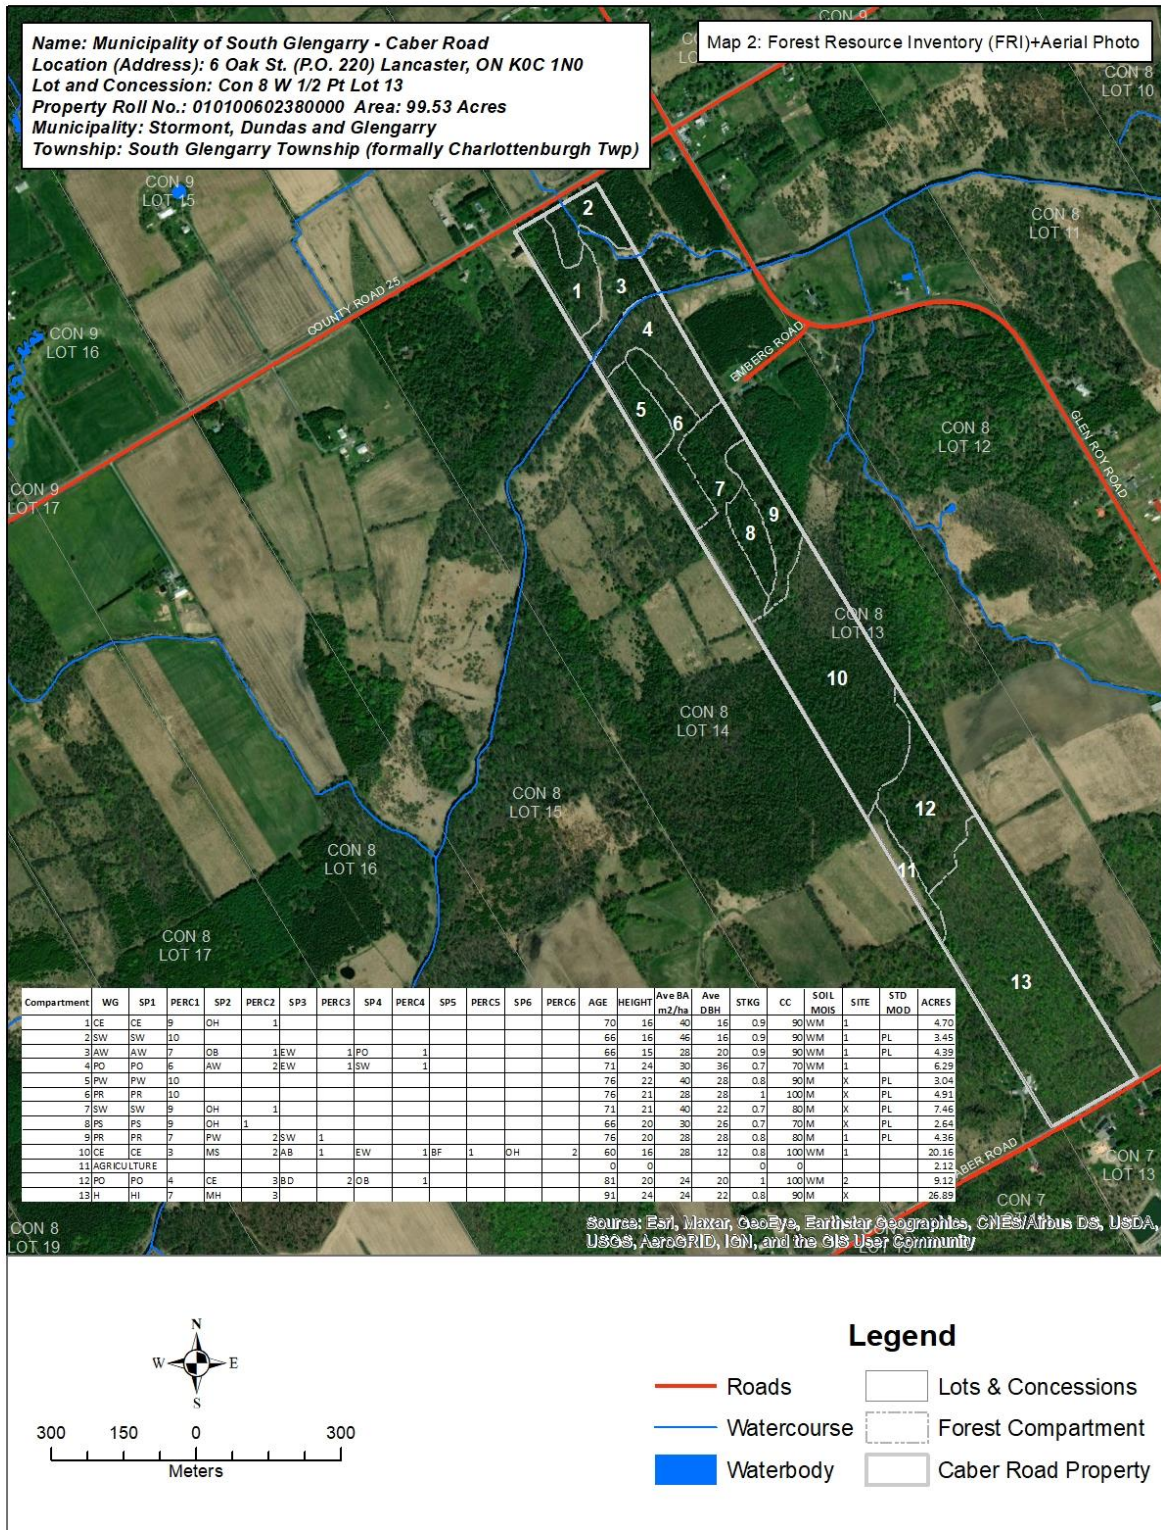 Name: Municipality of South Glengarry - Caber Road
Location (Address): 6 Oak St. (P.O. 220) Lancaster, ON K0C 1N0
Lot and Concession: Con 8 W 1/2 Pt Lot 13
Property Roll No.: 010100602380000 Area: 99.53 Acres
Municipality: Stormont, Dundas and Glengarry
Township: South Glengarry Township (formally Charlottenburgh Twp)
Map 2: Forest Resource Inventory (FRI)+Aerial Photo
CON 9
CON 8
LOT 10
CON 9
LOT 15
CON 8
LOT 11
2
1
3
4
COUNTY ROAD 25
CON 9
LOT 16
EMBERG ROAD
5
6
CON 8
LOT 12
GLEN ROY ROAD
CON 9
LOT 17
7
8
9
CON 8
LOT 13
10
CON 8
LOT 14
CON 8
LOT 15
12
CON 8
LOT 16
11
CON 8
LOT 17
13
Compartment WG SP1 PERC1 SP2 PERC2 SP3 PERC3 SP4 PERC4 SP5 PERC5 SP6 PERC6 AGE HEIGHT Ave BA m2/ha Ave DBH STKG CC SOIL MOIS SITE STD MOD ACRES
1 CE CE 9 OH 1 70 16 40 16 0.9 90 WM 1 4.70
2 SW SW 10 66 16 46 16 0.9 90 WM 1 PL 3.45
3 AW AW 7 OB 1 EW 1 PO 1 66 15 28 20 0.9 90 WM 1 PL 4.39
4 PO PO 6 AW 2 EW 1 SW 1 71 24 30 36 0.7 70 WM 1 6.29
5 PW PW 10 76 22 40 28 0.8 90 M X PL 3.04
6 PR PR 10 76 21 28 28 1 100 M X PL 4.91
7 SW SW 9 OH 1 71 21 40 22 0.7 80 M X PL 7.46
8 PS PS 9 OH 1 66 20 30 26 0.7 70 M X PL 2.64
9 PR PR 7 PW 2 SW 1 76 20 28 28 0.8 80 M 1 PL 4.36
10 CE CE 3 MS 2 AB 1 EW 1 BF 1 OH 2 60 16 28 12 0.8 100 WM 1 20.16
11 AGRICULTURE 0 0 0 0 2.12
12 PO PO 4 CE 3 BD 2 OB 1 81 20 24 20 1 100 WM 2 9.12
13 H HI 7 MH 3 91 24 24 22 0.8 90 M X 26.89
ABER ROAD
CON 7
LOT 13
CON 7
CON 8
LOT 19
Source: Esri, Maxar, GeoEye, Earthstar Geographics, CNES/Airbus DS, USDA,
USGS, AeroGRID, IGN, and the GIS User Community
N
W E
S
300 150 0 300
Meters
Legend
Roads
Lots & Concessions
Watercourse
Forest Compartment
Waterbody
Caber Road Property